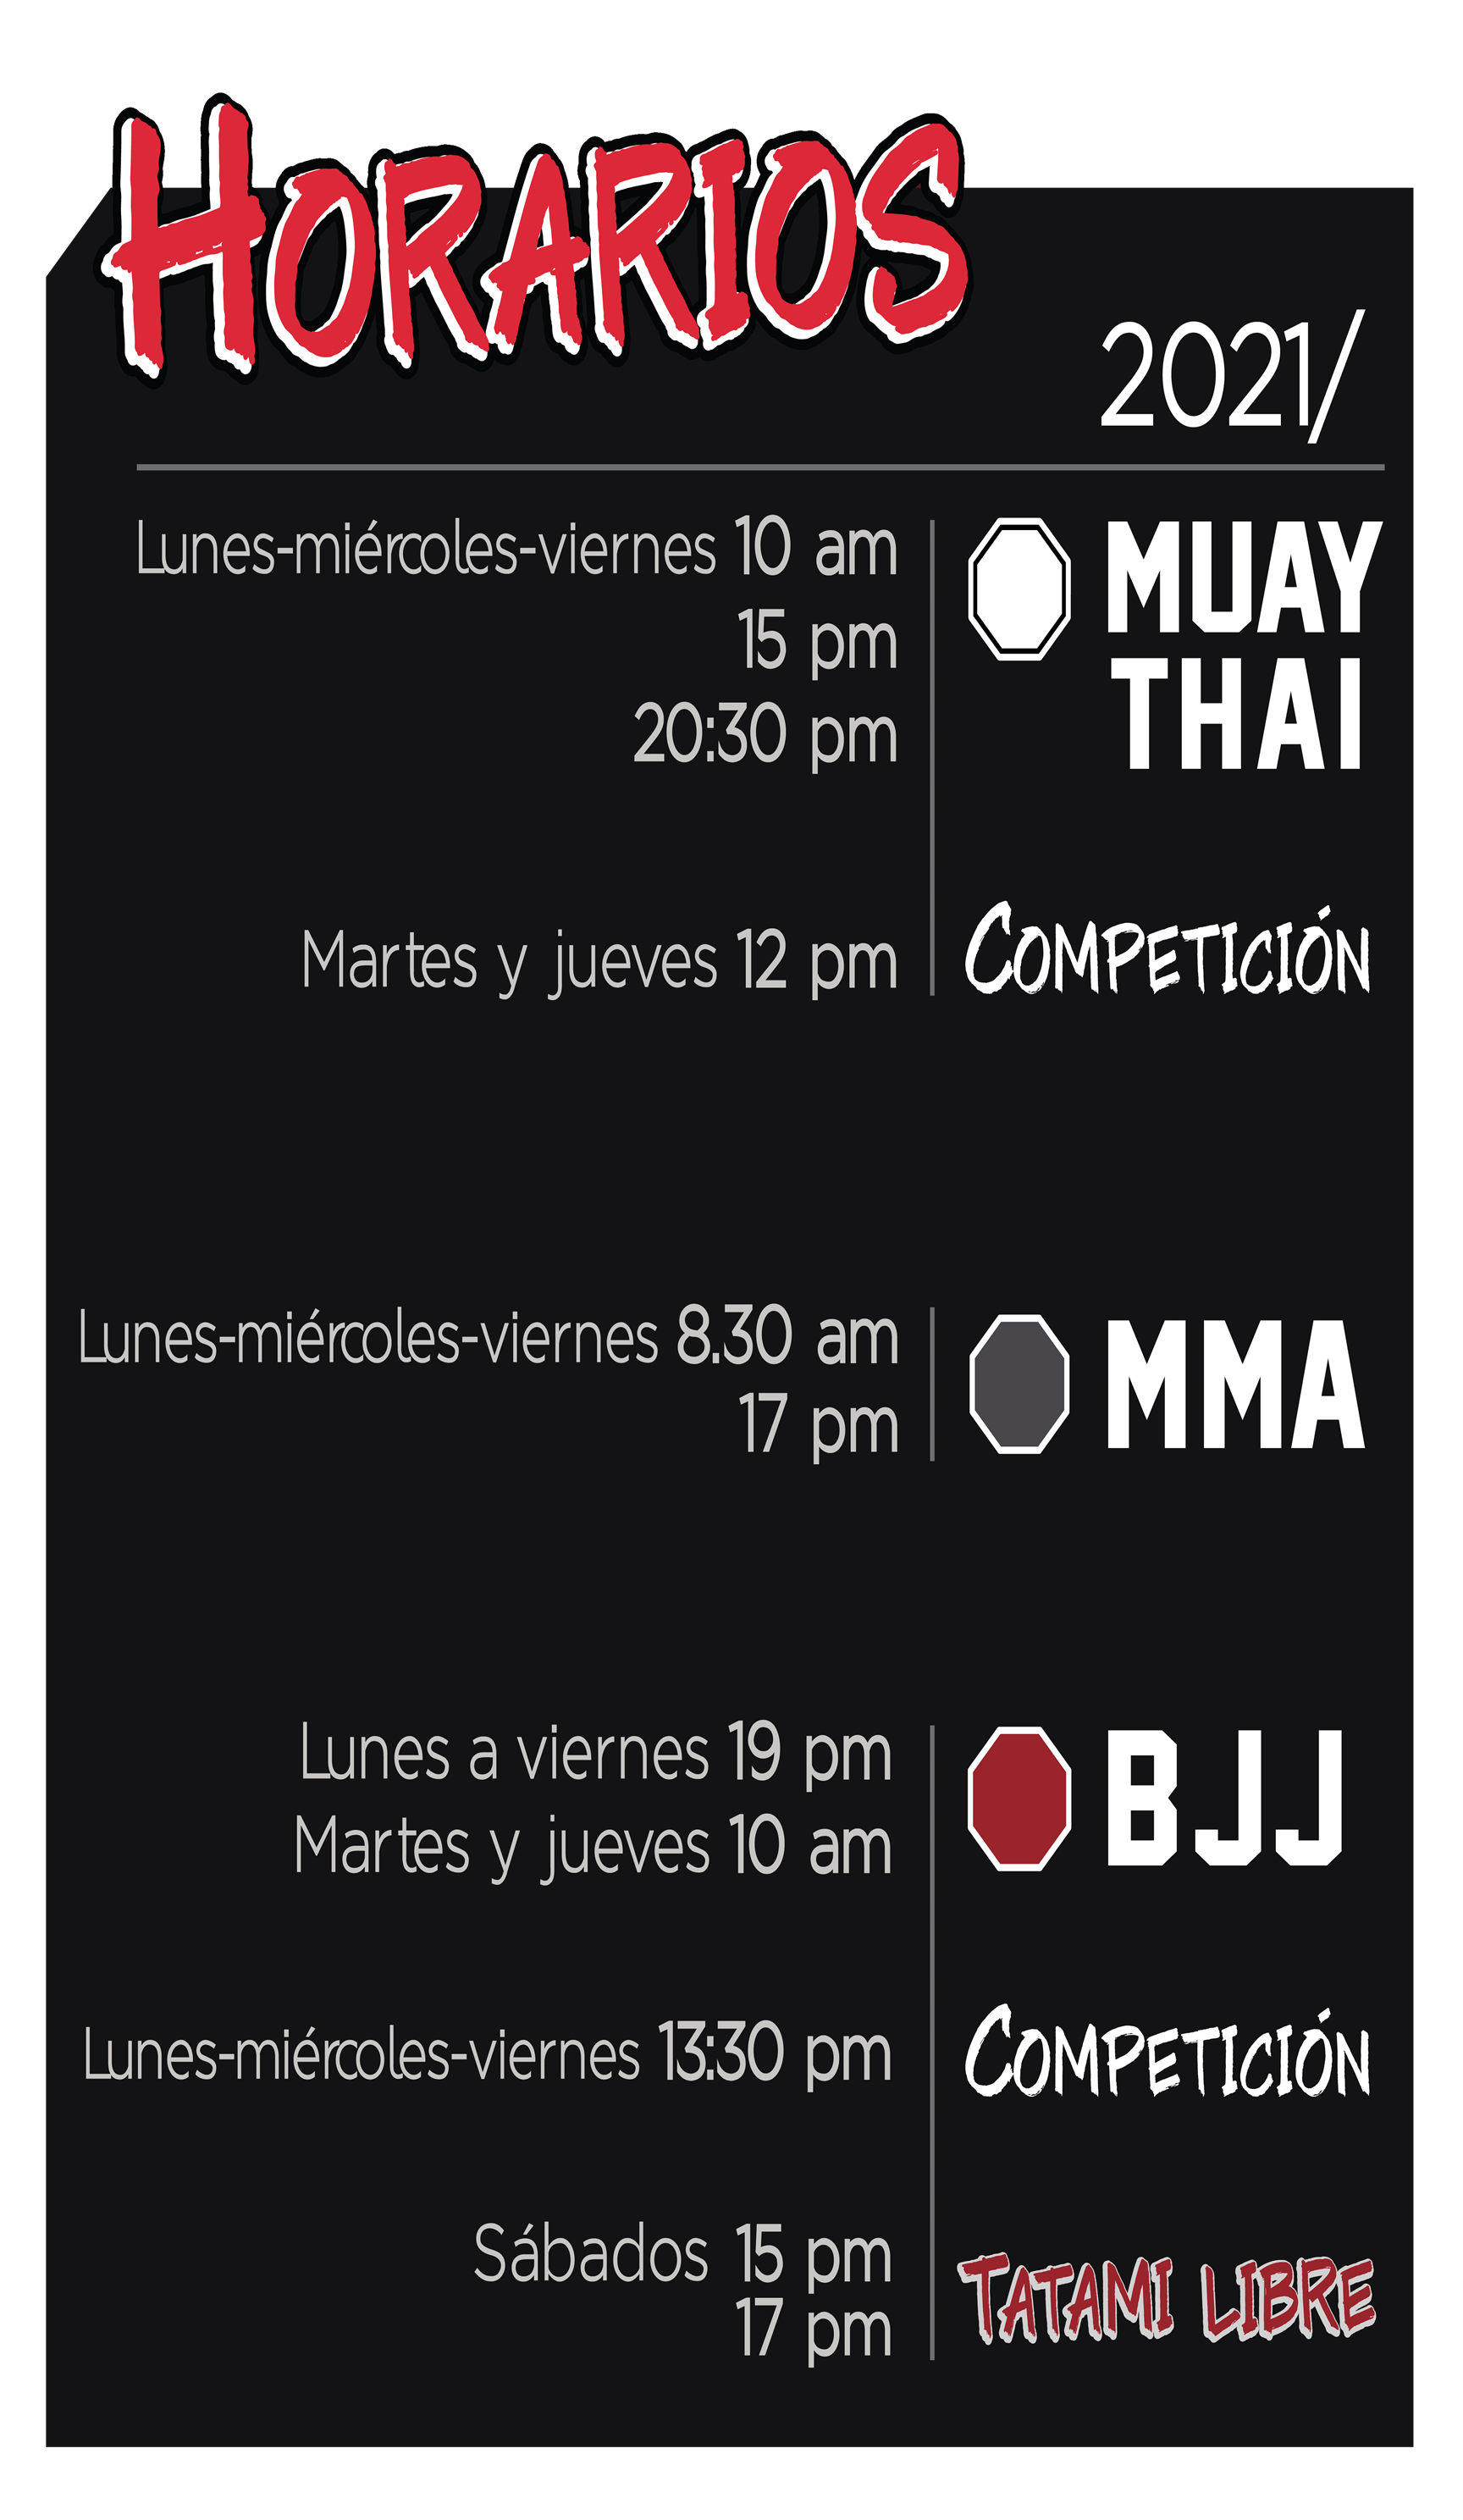 HORARIOS
2021/
Lunes-miércoles-viernes 10 am
15 pm
20:30 pm
MUAY
THAI
Martes y jueves 12 pm
COMPETICIÓN
Lunes-miércoles-viernes 8.30 am
17 pm
MMA
Lunes a viernes 19 pm
Martes y jueves 10 am
BJJ
Lunes-miércoles-viernes 13:30 pm
COMPETICIÓN
Sábados 15 pm
17 pm
TATAMI LIBRE